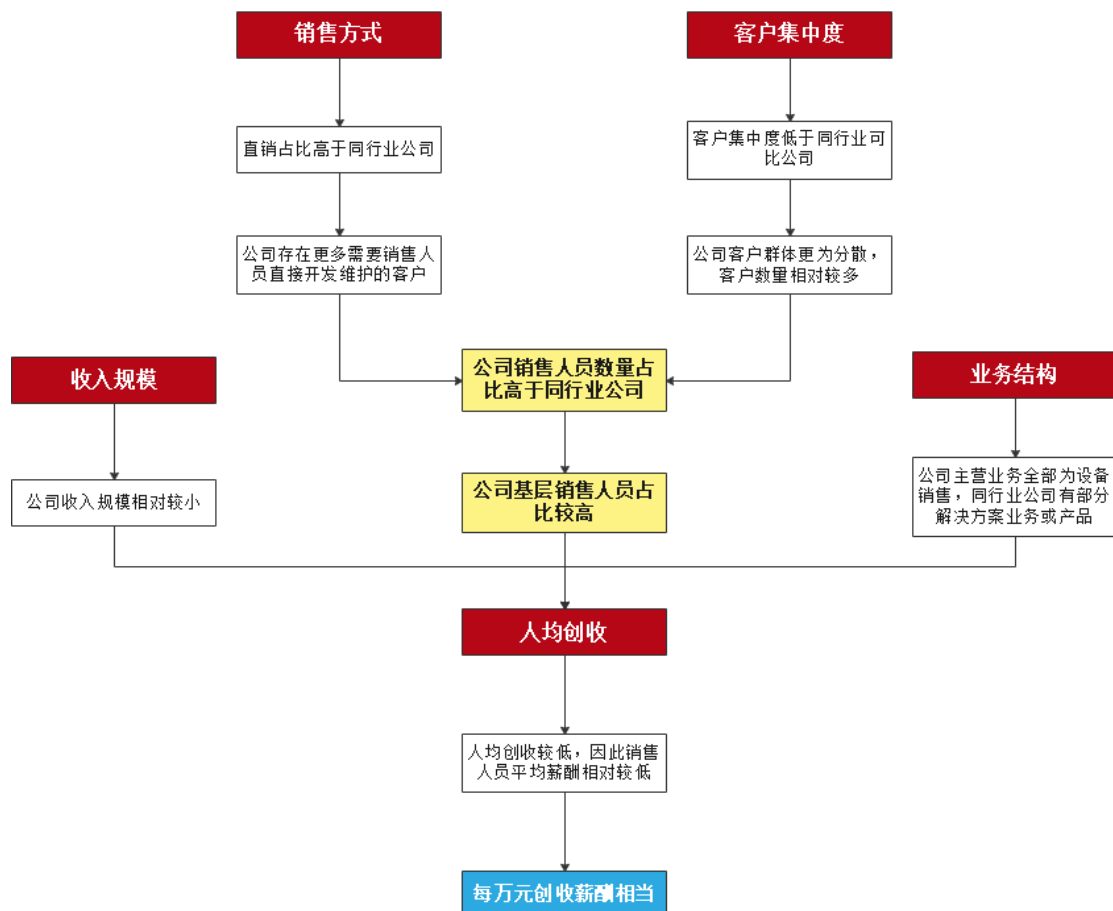 销售方式
客户集中度
直销占比高于同行业公司
客户集中度低于同行业可
比公司
公司存在更多需要销售人
员直接开发维护的客户
公司客户群体更为分散，
客户数量相对较多
收入规模
公司销售人员数量占
比高于同行业公司
业务结构
公司收入规模相对较小
公司基层销售人员占
比较高
公司主营业务全部为设备
销售，同行业公司有部分
解决方案业务或产品
人均创收
人均创收较低，因此销售
人员平均薪酬相对较低
每万元创收薪酬相当